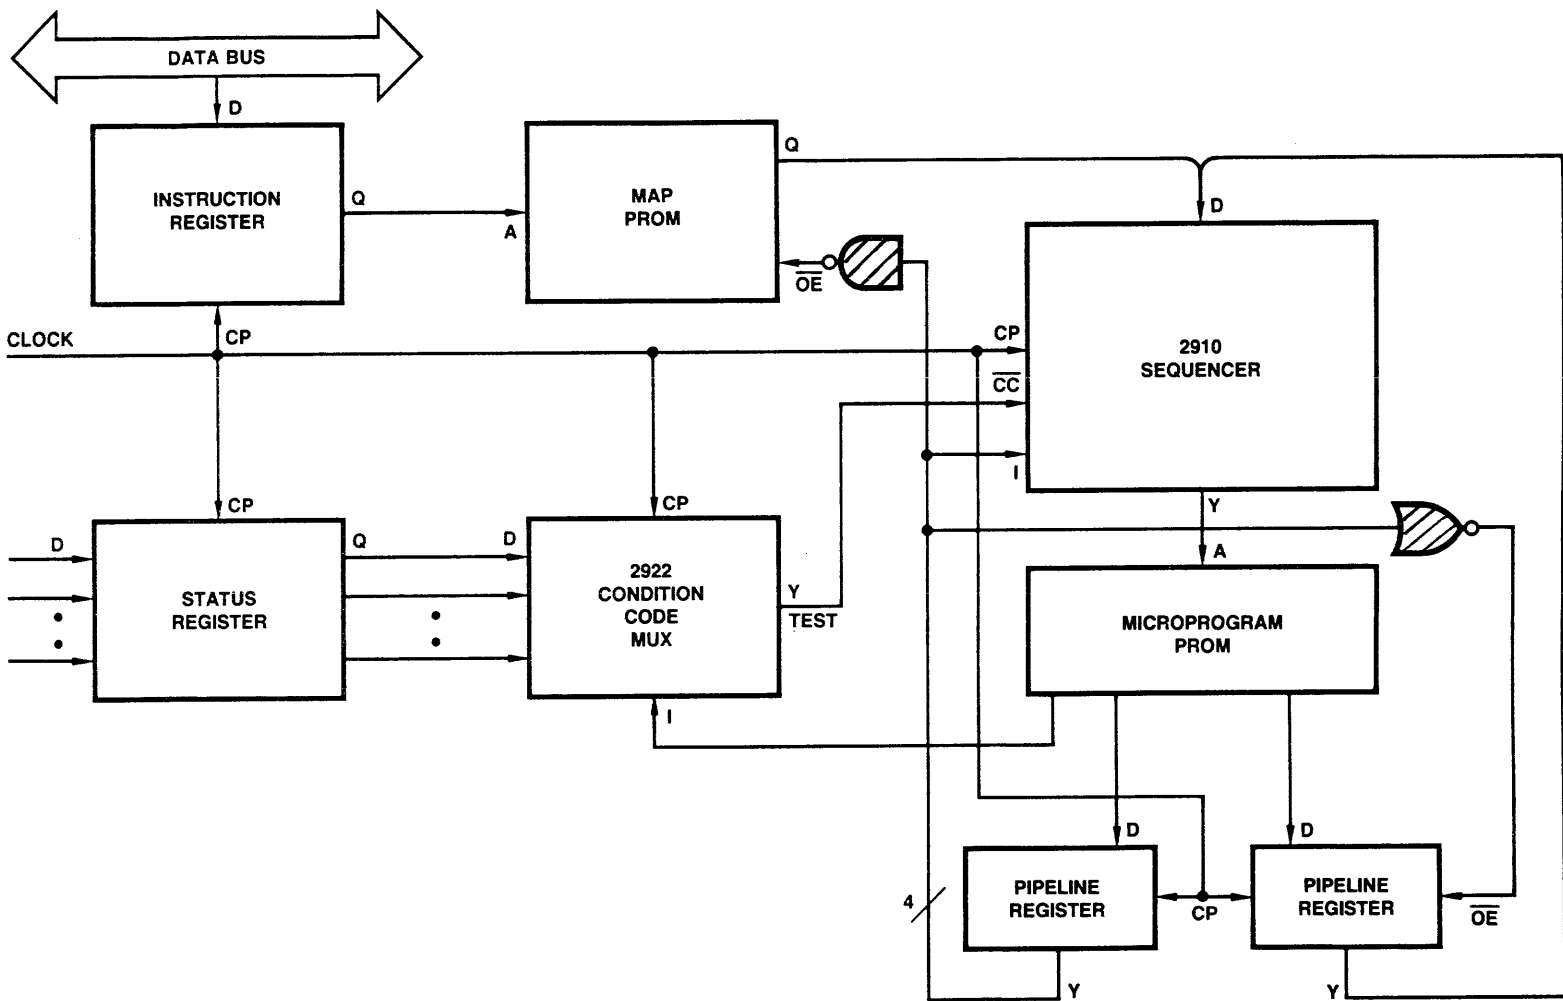 DATA BUS
D
INSTRUCTION
REGISTER
Q
A
MAP
PROM
Q
D
OE
CLOCK
CP
CP
CC
I
2910
SEQUENCER
Y
A
CP
D
STATUS
REGISTER
Q
D
CP
2922
CONDITION
CODE
MUX
Y
TEST
I
MICROPROGRAM
PROM
D
D
4
PIPELINE
REGISTER
CP
PIPELINE
REGISTER
OE
Y
Y